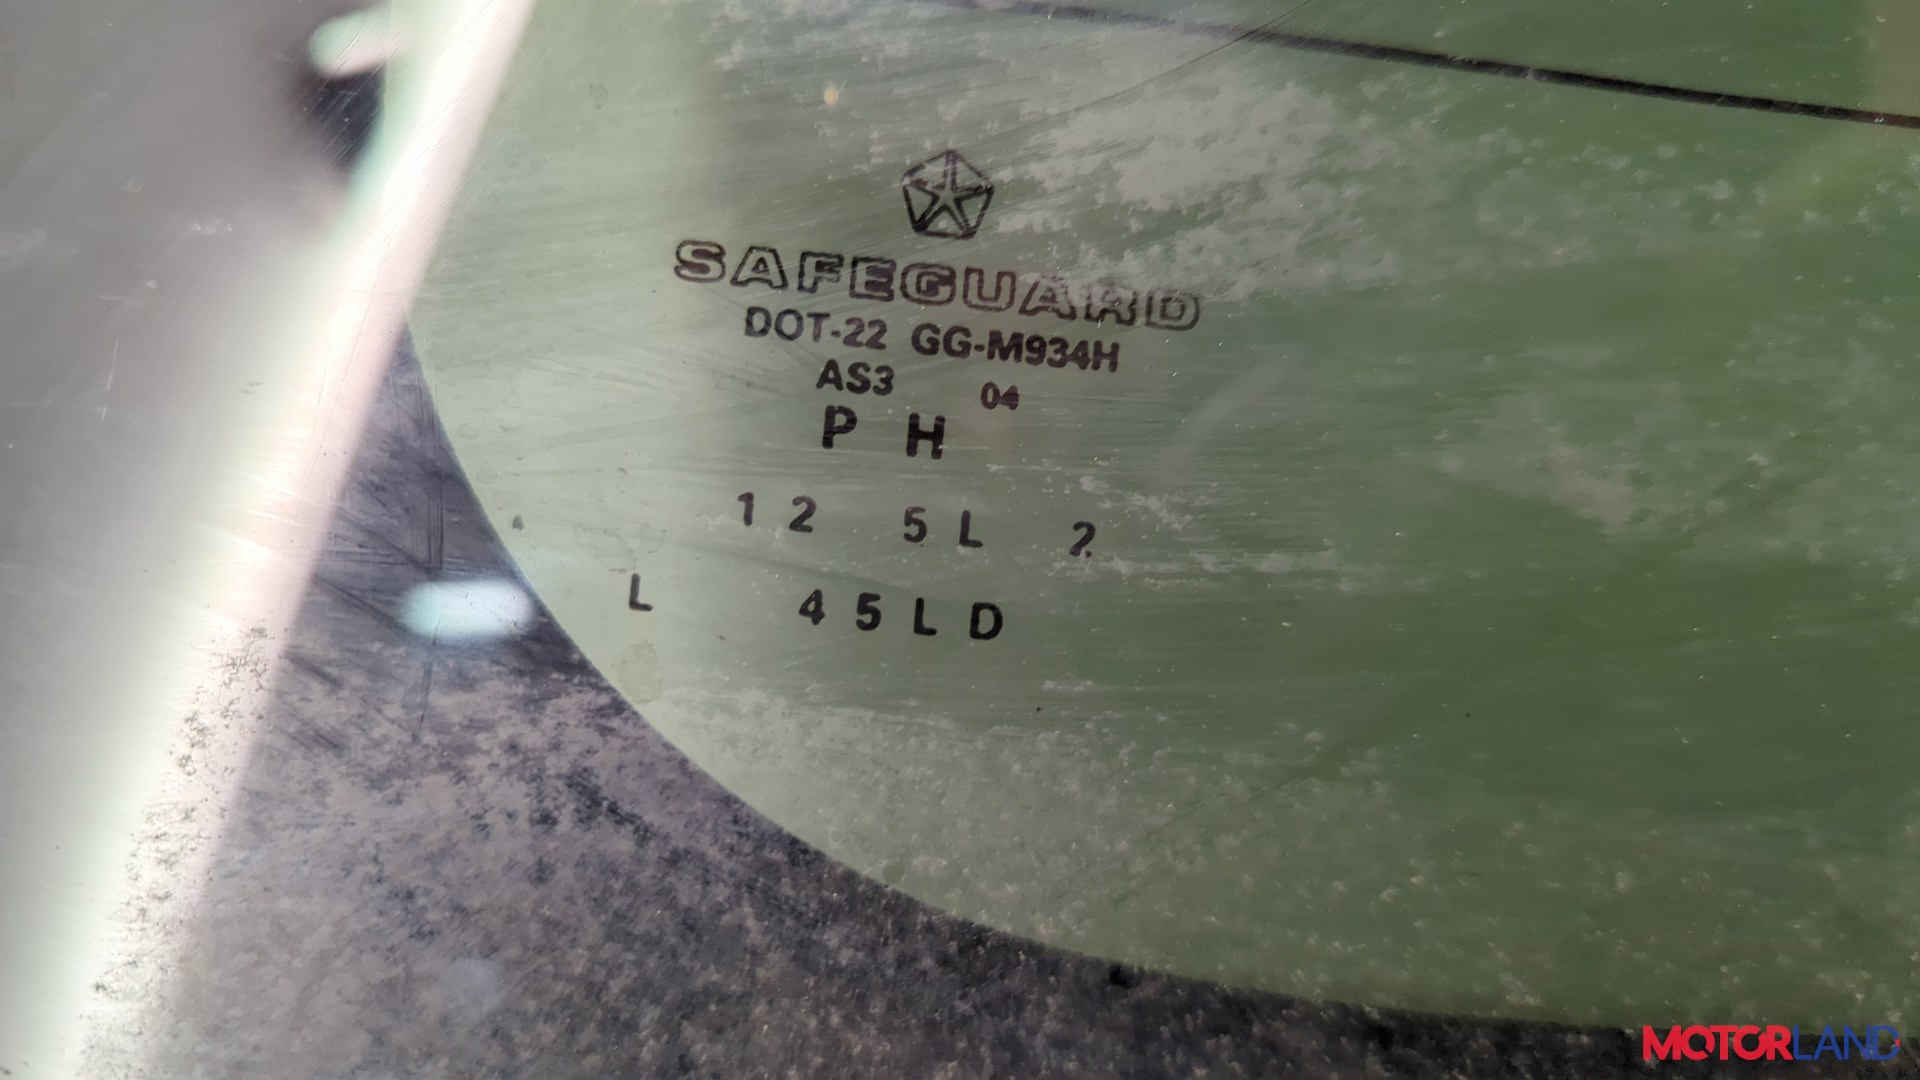 SAFEGUARD
DOT-22 GG-M934H
AS3 04
P H
1 2 5 L 2
L 4 5 L D
MOTORLAND